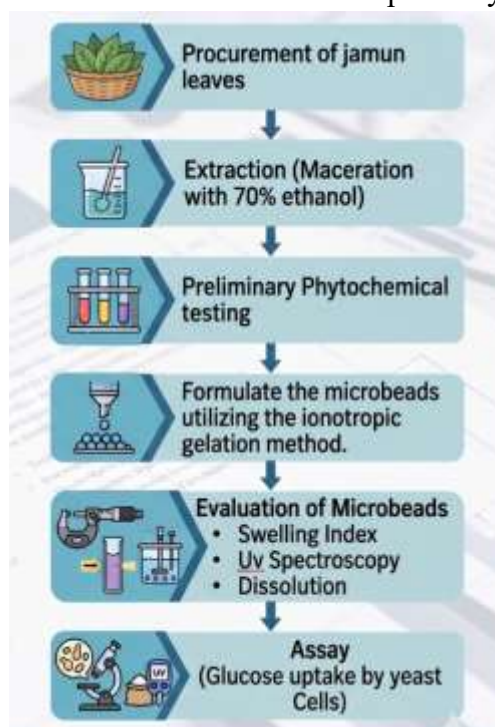 Procurement of jamun
leaves
Extraction (Maceration
with 70% ethanol)
Preliminary Phytochemical
testing
Formulate the microbeads
utilizing the ionotropic
gelation method.
Evaluation of Microbeads
• Swelling Index
• Uv Spectroscopy
• Dissolution
UV
Assay
(Glucose uptake by yeast
Cells)